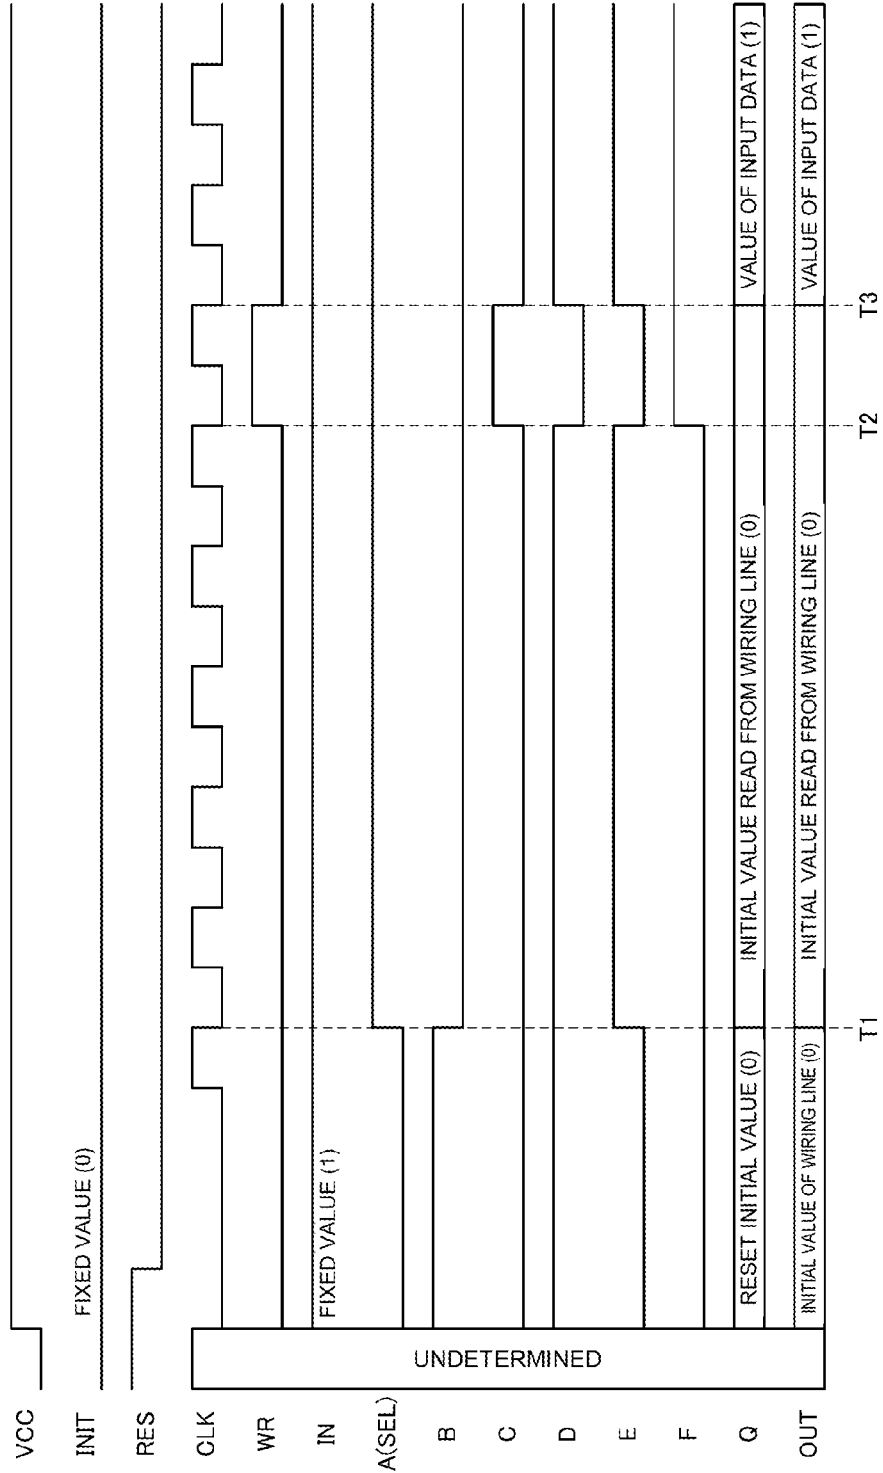 VCC
INIT
FIXED VALUE (0)
RES
CLK
WR
IN
FIXED VALUE (1)
A(SEL)
B
C
D
E
F
UNDETERMINED
Q
RESET INITIAL VALUE (0)
INITIAL VALUE READ FROM WIRING LINE (0)
VALUE OF INPUT DATA (1)
OUT
INITIAL VALUE OF WIRING LINE (0)
INITIAL VALUE READ FROM WIRING LINE (0)
VALUE OF INPUT DATA (1)
T1
T2
T3